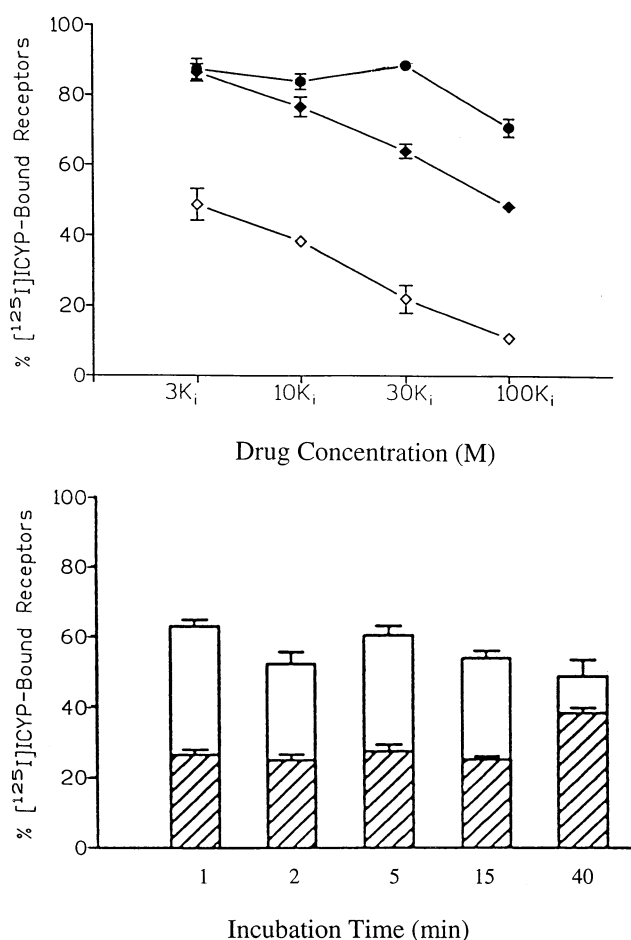 100
80
60
40
20
0
% [¹²⁵I]ICYP-Bound Receptors
3Kᵢ 10Kᵢ 30Kᵢ 100Kᵢ
Drug Concentration (M)
100
80
60
40
20
0
% [¹²⁵I]ICYP-Bound Receptors
1 2 5 15 40
Incubation Time (min)